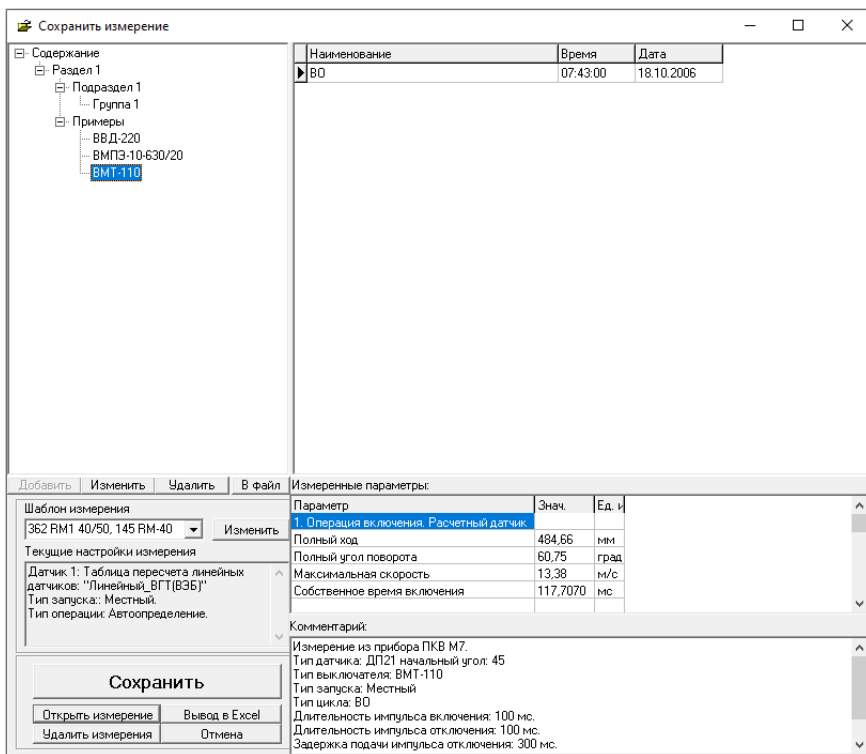 Сохранить измерение
Содержание
Раздел 1
Подраздел 1
Группа 1
Примеры
ВВД-220
ВМПЭ-10-630/20
ВМТ-110
Наименование Время Дата
ВО 07:43:00 18.10.2006
Добавить Изменить Удалить В файл
Шаблон измерения
362 RM1 40/50, 145 RM-40 Изменить
Текущие настройки измерения
Датчик 1: Таблица пересчета линейных
датчиков: "Линейный_ВГТ(ВЭБ)"
Тип запуска:: Местный.
Тип операции: Автоопределение.
Сохранить
Открыть измерение Вывод в Excel
Удалить измерения Отмена
Измеренные параметры:
Параметр Знач. Ед. и
1. Операция включения. Расчетный датчик
Полный ход 484,66 мм
Полный угол поворота 60,75 град
Максимальная скорость 13,38 м/с
Собственное время включения 117,7070 мс
Комментарий:
Измерение из прибора ПКВ М7.
Тип датчика: ДП21 начальный угол: 45
Тип выключателя: ВМТ-110
Тип запуска: Местный
Тип цикла: ВО
Длительность импульса включения: 100 мс.
Длительность импульса отключения: 100 мс.
Задержка подачи импульса отключения: 300 мс.